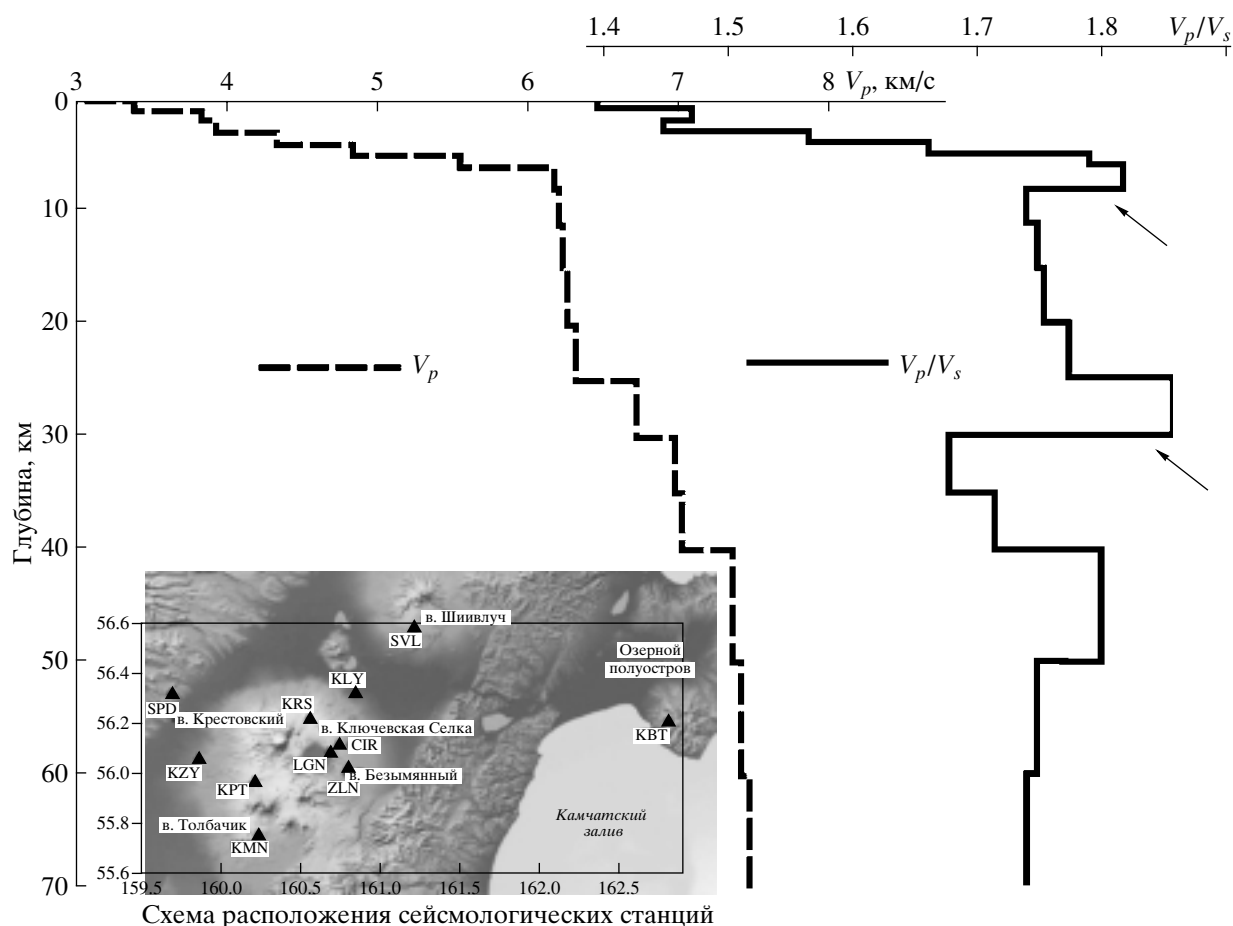 1.4 1.5 1.6 1.7 1.8 Vp/Vs
3 4 5 6 7 8 Vp, км/с
0
10
20
30
40
50
60
70
Глубина, км
Vp
Vp/Vs
56.6
56.4
56.2
56.0
55.8
55.6
159.5 160.0 160.5 161.0 161.5 162.0 162.5
в. Шиивлуч
SVL
Озерной
полуостров
KLY
SPD
KRS
в. Крестовский
в. Ключевская Селка
KBT
CIR
LGN
KZY
в. Безымянный
KPT
ZLN
в. Толбачик
KMN
Камчатский
залив
Схема расположения сейсмологических станций